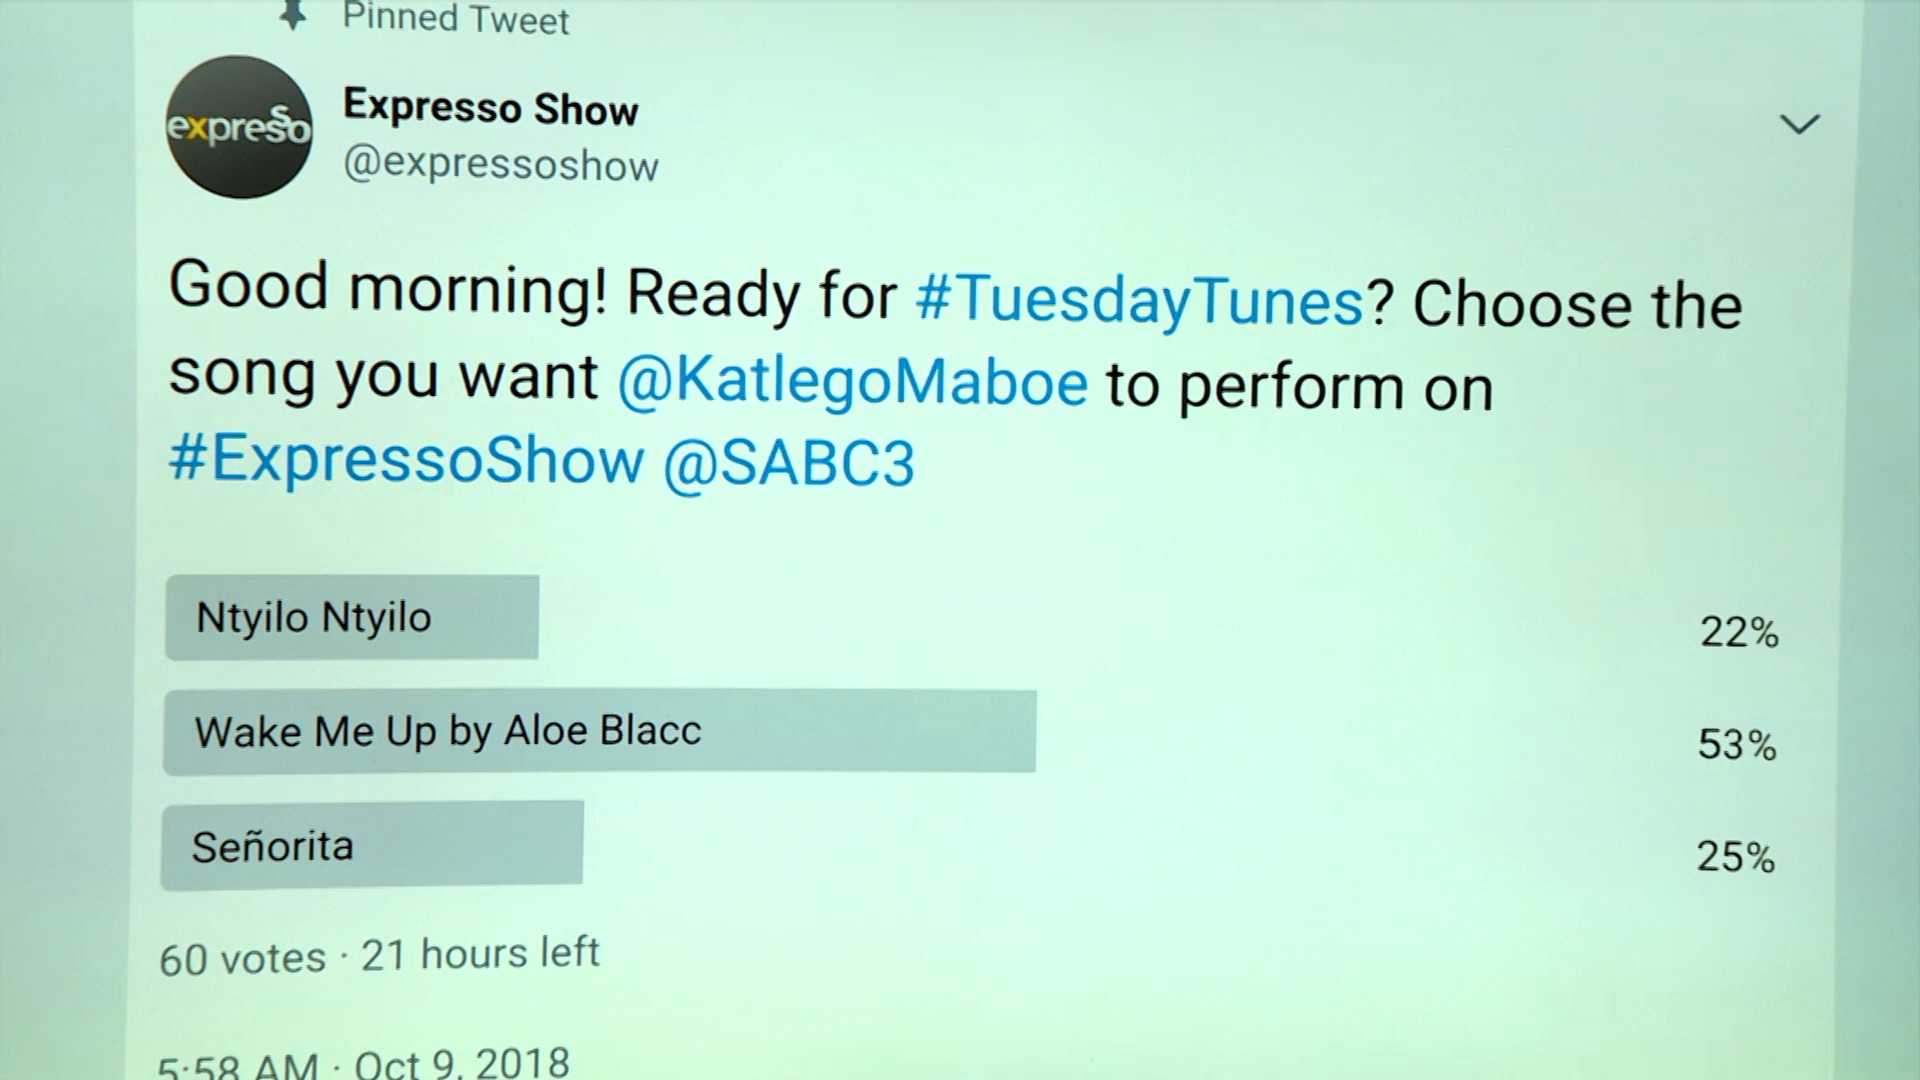 Pinned Tweet
expresso
Expresso Show
@expressoshow
Good morning! Ready for #TuesdayTunes? Choose the
song you want @KatlegoMaboe to perform on
#ExpressoShow @SABC3
Ntyilo Ntyilo 22%
Wake Me Up by Aloe Blacc 53%
Señorita 25%
60 votes · 21 hours left
5:58 AM · Oct 9, 2018